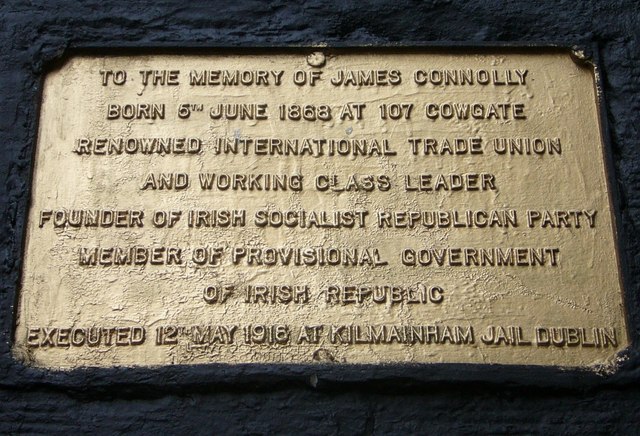 TO THE MEMORY OF JAMES CONNOLLY
BORN 5TH JUNE 1868 AT 107 COWGATE
RENOWNED INTERNATIONAL TRADE UNION
AND WORKING CLASS LEADER
FOUNDER OF IRISH SOCIALIST REPUBLICAN PARTY
MEMBER OF PROVISIONAL GOVERNMENT
OF IRISH REPUBLIC
EXECUTED 12TH MAY 1916 AT KILMAINHAM JAIL DUBLIN